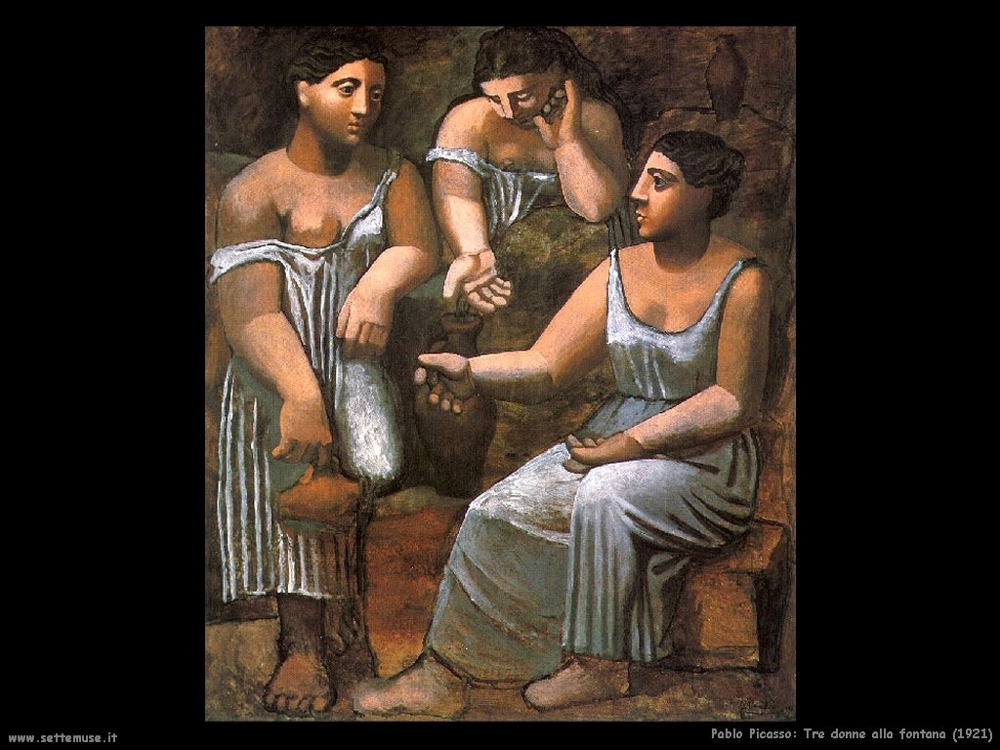 www.settemuse.it
Pablo Picasso: Tre donne alla fontana (1921)